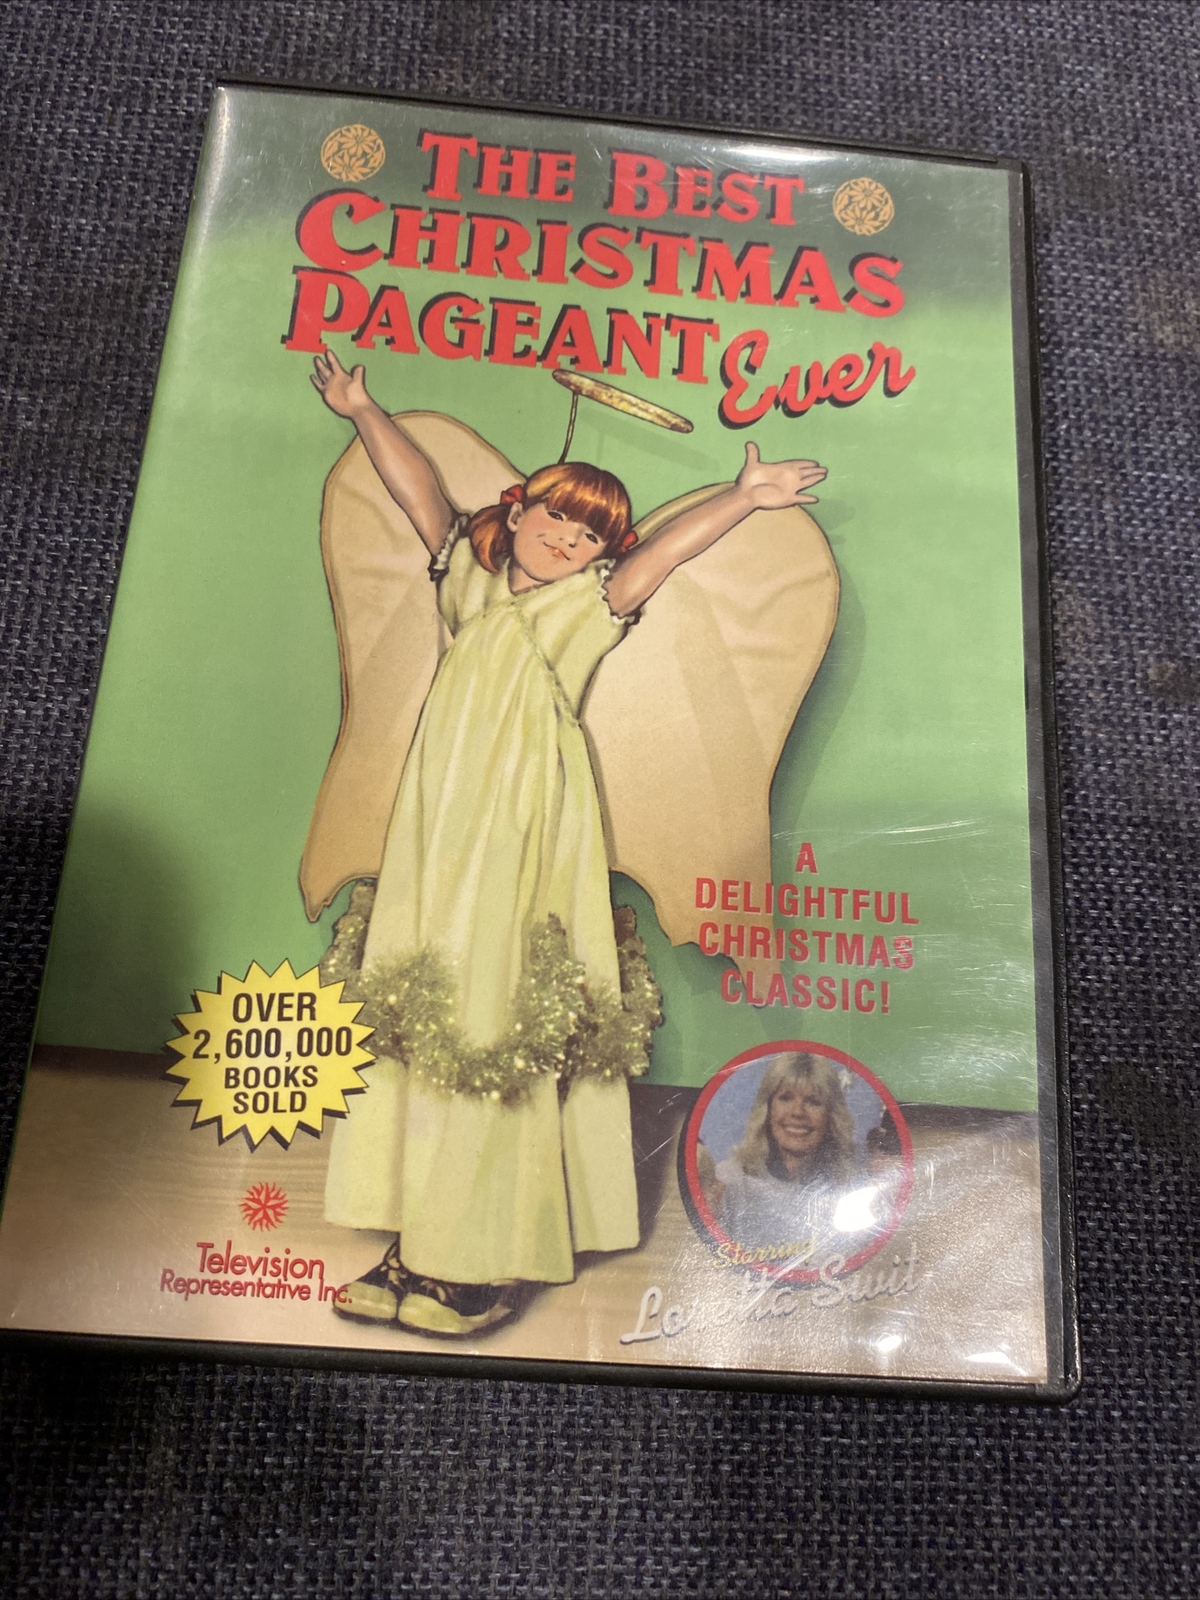 THE BEST
CHRISTMAS
PAGEANT Ever
A
DELIGHTFUL
CHRISTMAS
CLASSIC!
OVER
2,600,000
BOOKS
SOLD
Television
Representative Inc.
Starring
Loretta Swit